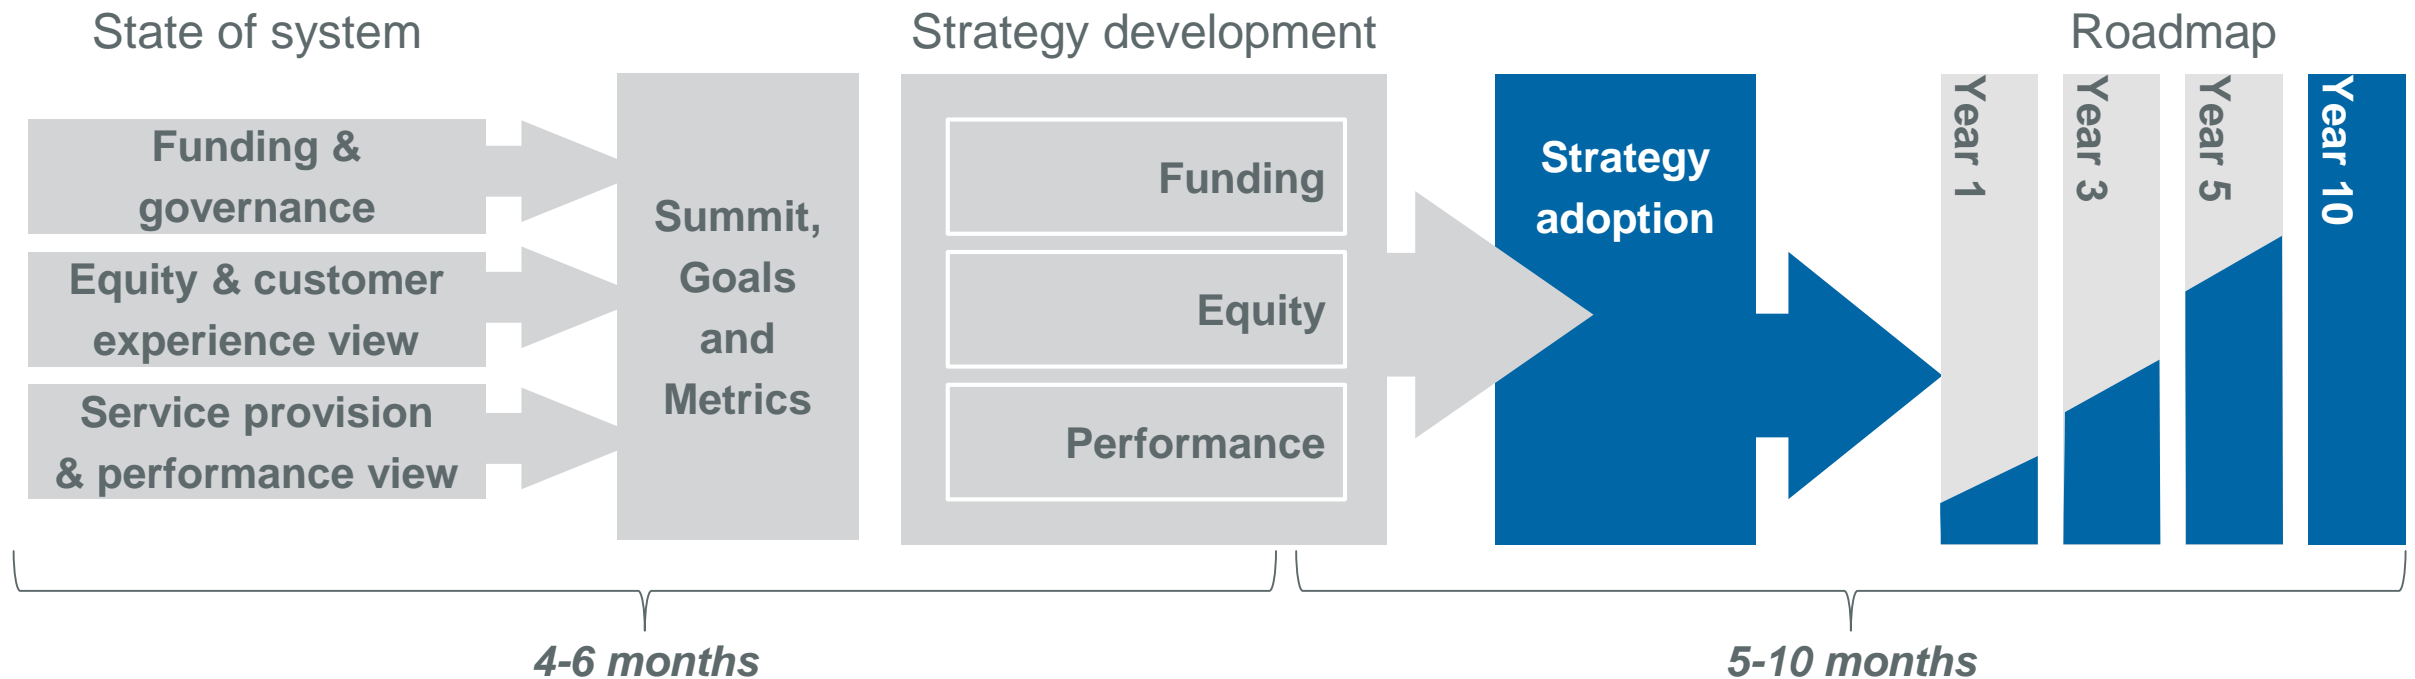 State of system
Strategy development
Roadmap
Funding &
governance
Equity & customer
experience view
Service provision
& performance view
Summit,
Goals
and
Metrics
Funding
Equity
Performance
Strategy
adoption
Year 1
Year 3
Year 5
Year 10
4-6 months
5-10 months